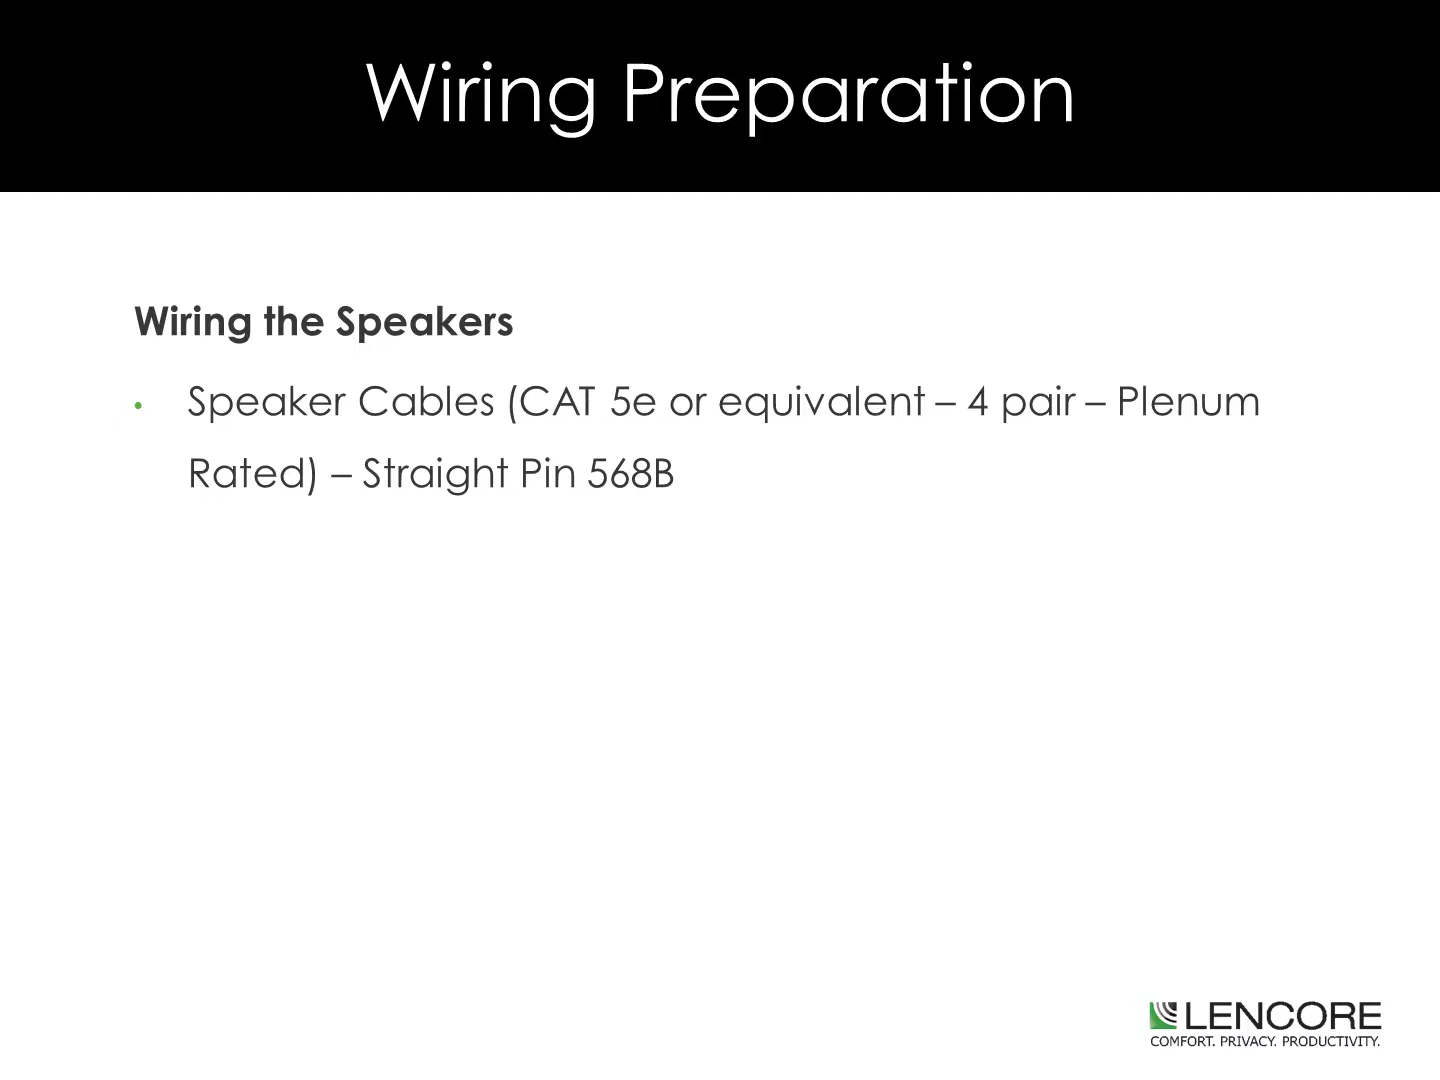 Wiring Preparation
Wiring the Speakers
• Speaker Cables (CAT 5e or equivalent – 4 pair – Plenum
Rated) – Straight Pin 568B
LENCORE
COMFORT. PRIVACY. PRODUCTIVITY.